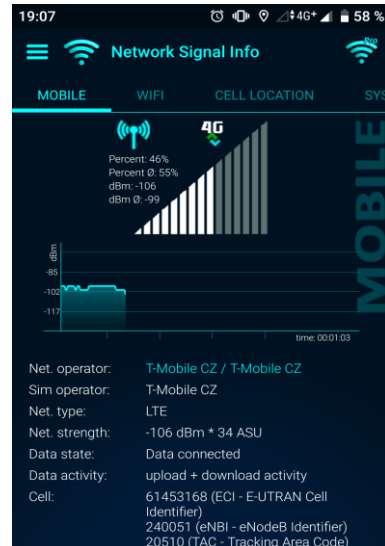 19:07
4G+
58 %
Network Signal Info
Pro
MOBILE
WIFI
CELL LOCATION
SYS
4G
Percent: 46%
Percent Ø: 55%
dBm: -106
dBm Ø: -99
MOBILE
dBm
-85
-102
-117
time: 00:01:03
Net. operator: T-Mobile CZ / T-Mobile CZ
Sim operator: T-Mobile CZ
Net. type: LTE
Net. strength: -106 dBm * 34 ASU
Data state: Data connected
Data activity: upload + download activity
Cell: 61453168 (ECI - E-UTRAN Cell
Identifier)
240051 (eNBI - eNodeB Identifier)
20510 (TAC - Tracking Area Code)